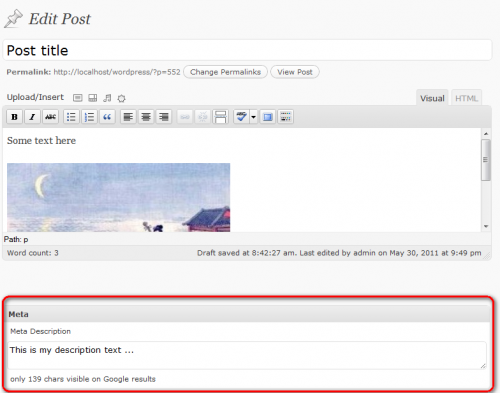 Edit Post
Post title
Permalink: http://localhost/wordpress/?p=552 Change Permalinks View Post
Upload/Insert Visual HTML
B I ABC ABC
Some text here
Path: p
Word count: 3 Draft saved at 8:42:27 am. Last edited by admin on May 30, 2011 at 9:49 pm
Meta
Meta Description
This is my description text ...
only 139 chars visible on Google results